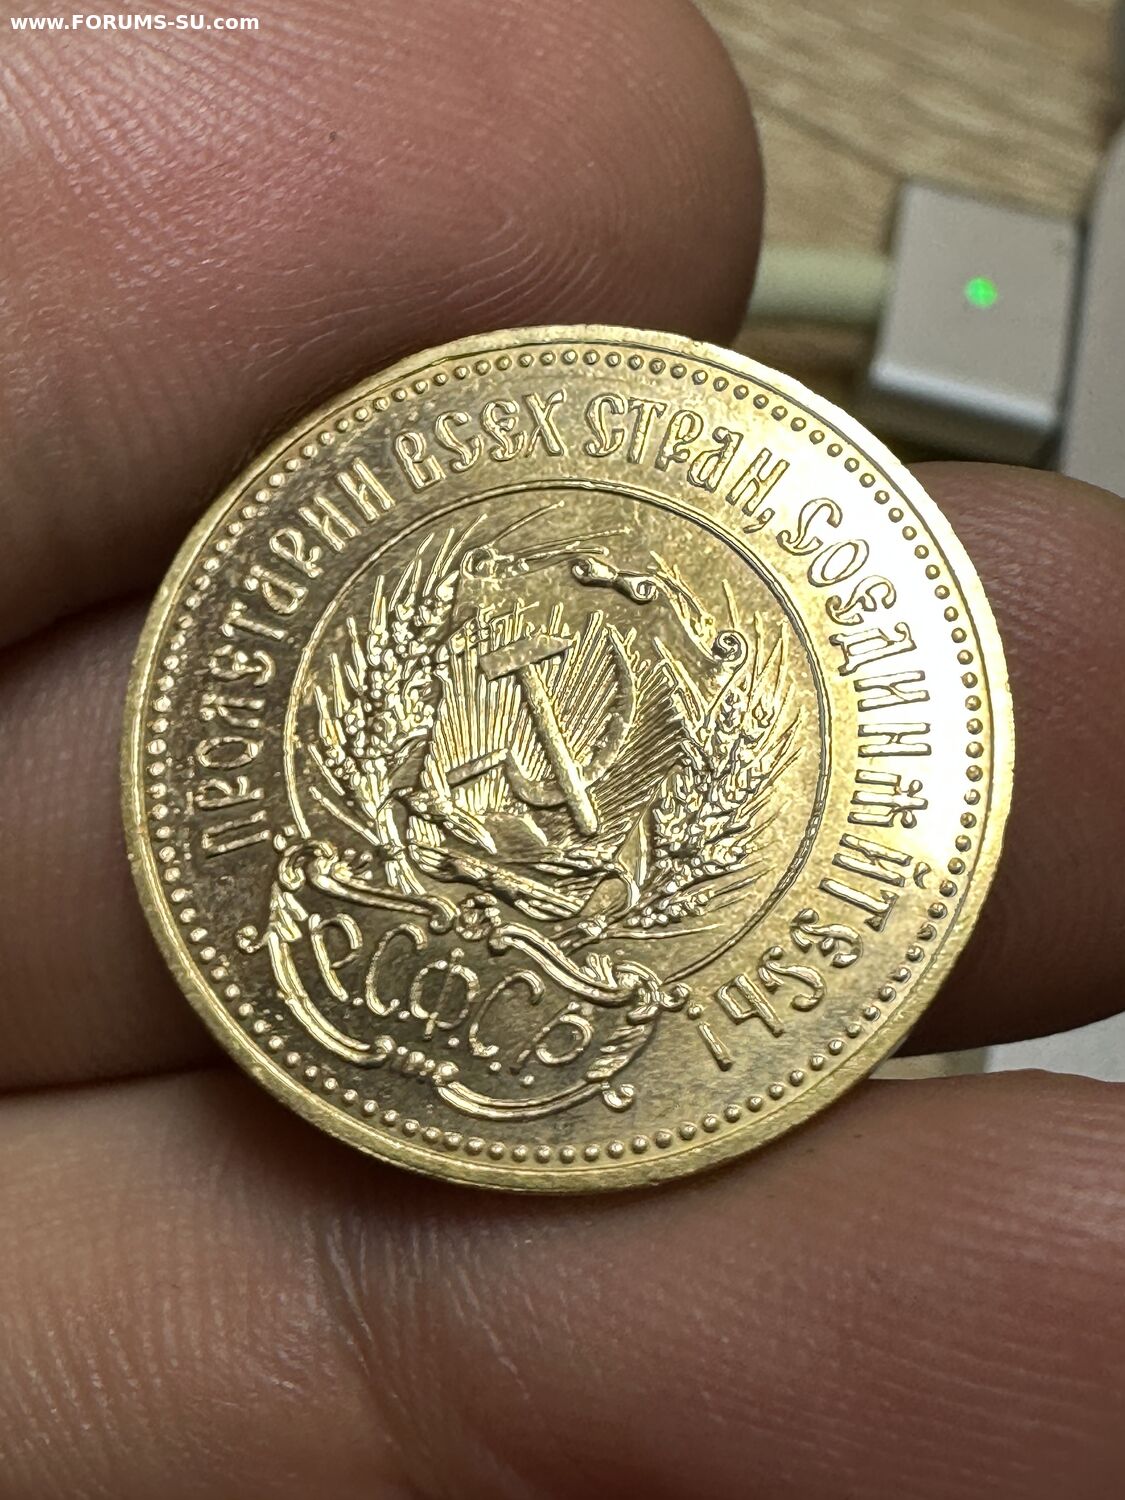 www.FORUMS-SU.com
ПРОЛЕТАРИИ ВСЕХ СТРАН, СОЕДИНЯЙТЕСЬ!
Р.С.Ф.С.Р.